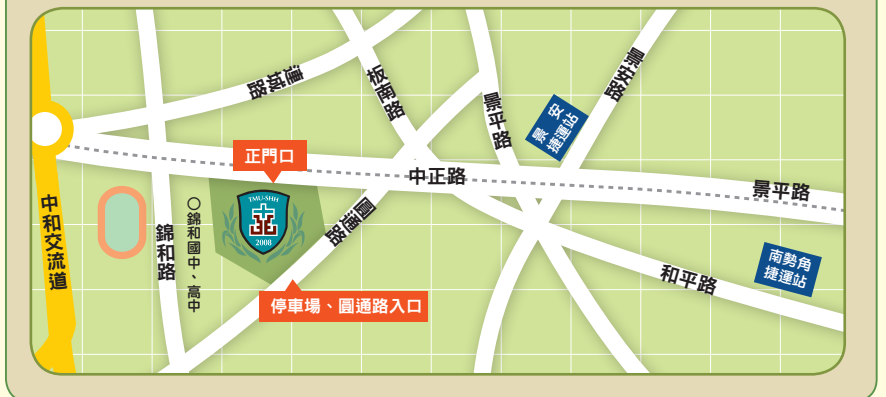 連城路
板南路
景平路
景安路
景安
捷運站
正門口
中正路
景平路
TMU-SHH
2008
中和交流道
錦和路
○錦和國中、高中
圓通路
和平路
南勢角
捷運站
停車場、圓通路入口